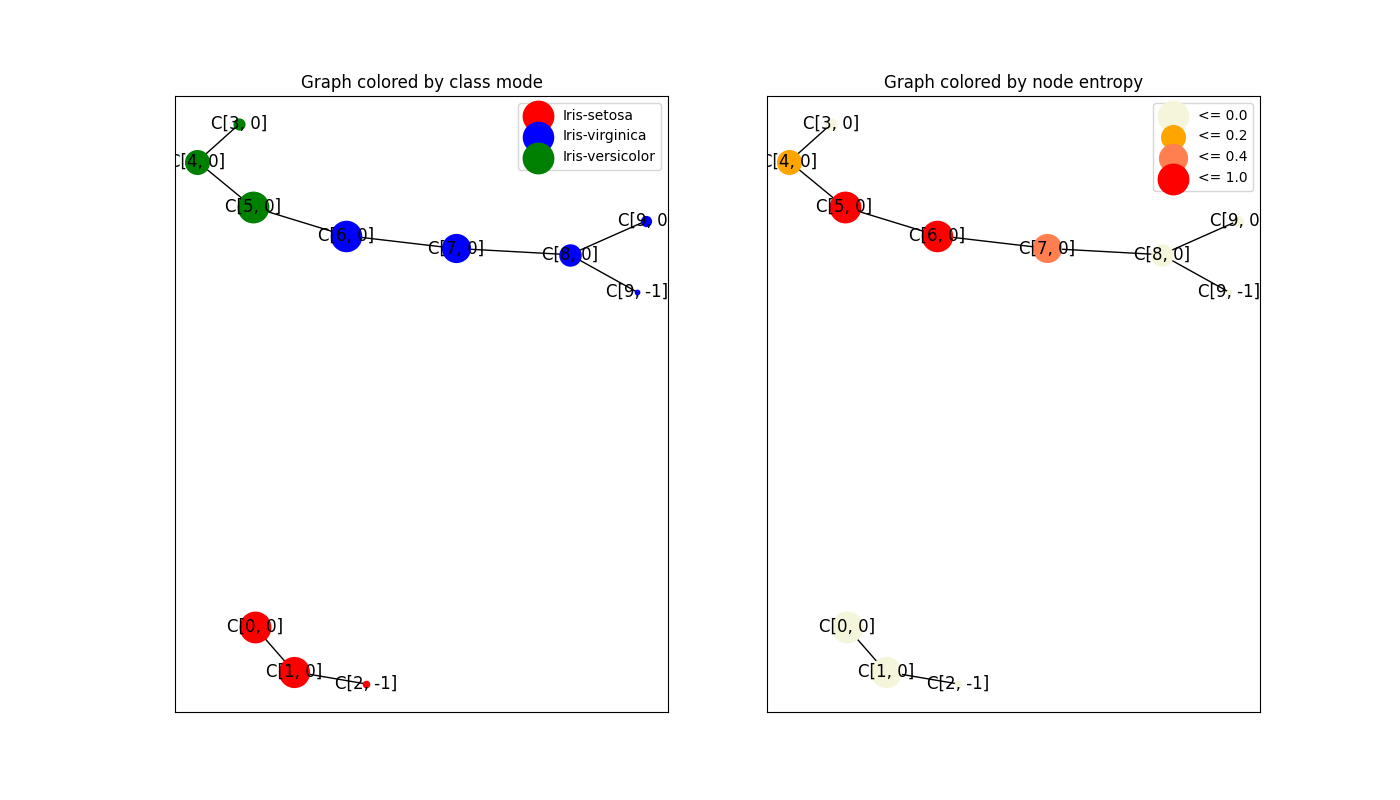 Graph colored by class mode
Iris-setosa
Iris-virginica
Iris-versicolor
C[3, 0]
C[4, 0]
C[5, 0]
C[6, 0]
C[7, 0]
C[8, 0]
C[9, 0
C[9, -1]
C[0, 0]
C[1, 0]
C[2, -1]
Graph colored by node entropy
<= 0.0
<= 0.2
<= 0.4
<= 1.0
C[3, 0]
C[4, 0]
C[5, 0]
C[6, 0]
C[7, 0]
C[8, 0]
C[9, 0
C[9, -1]
C[0, 0]
C[1, 0]
C[2, -1]